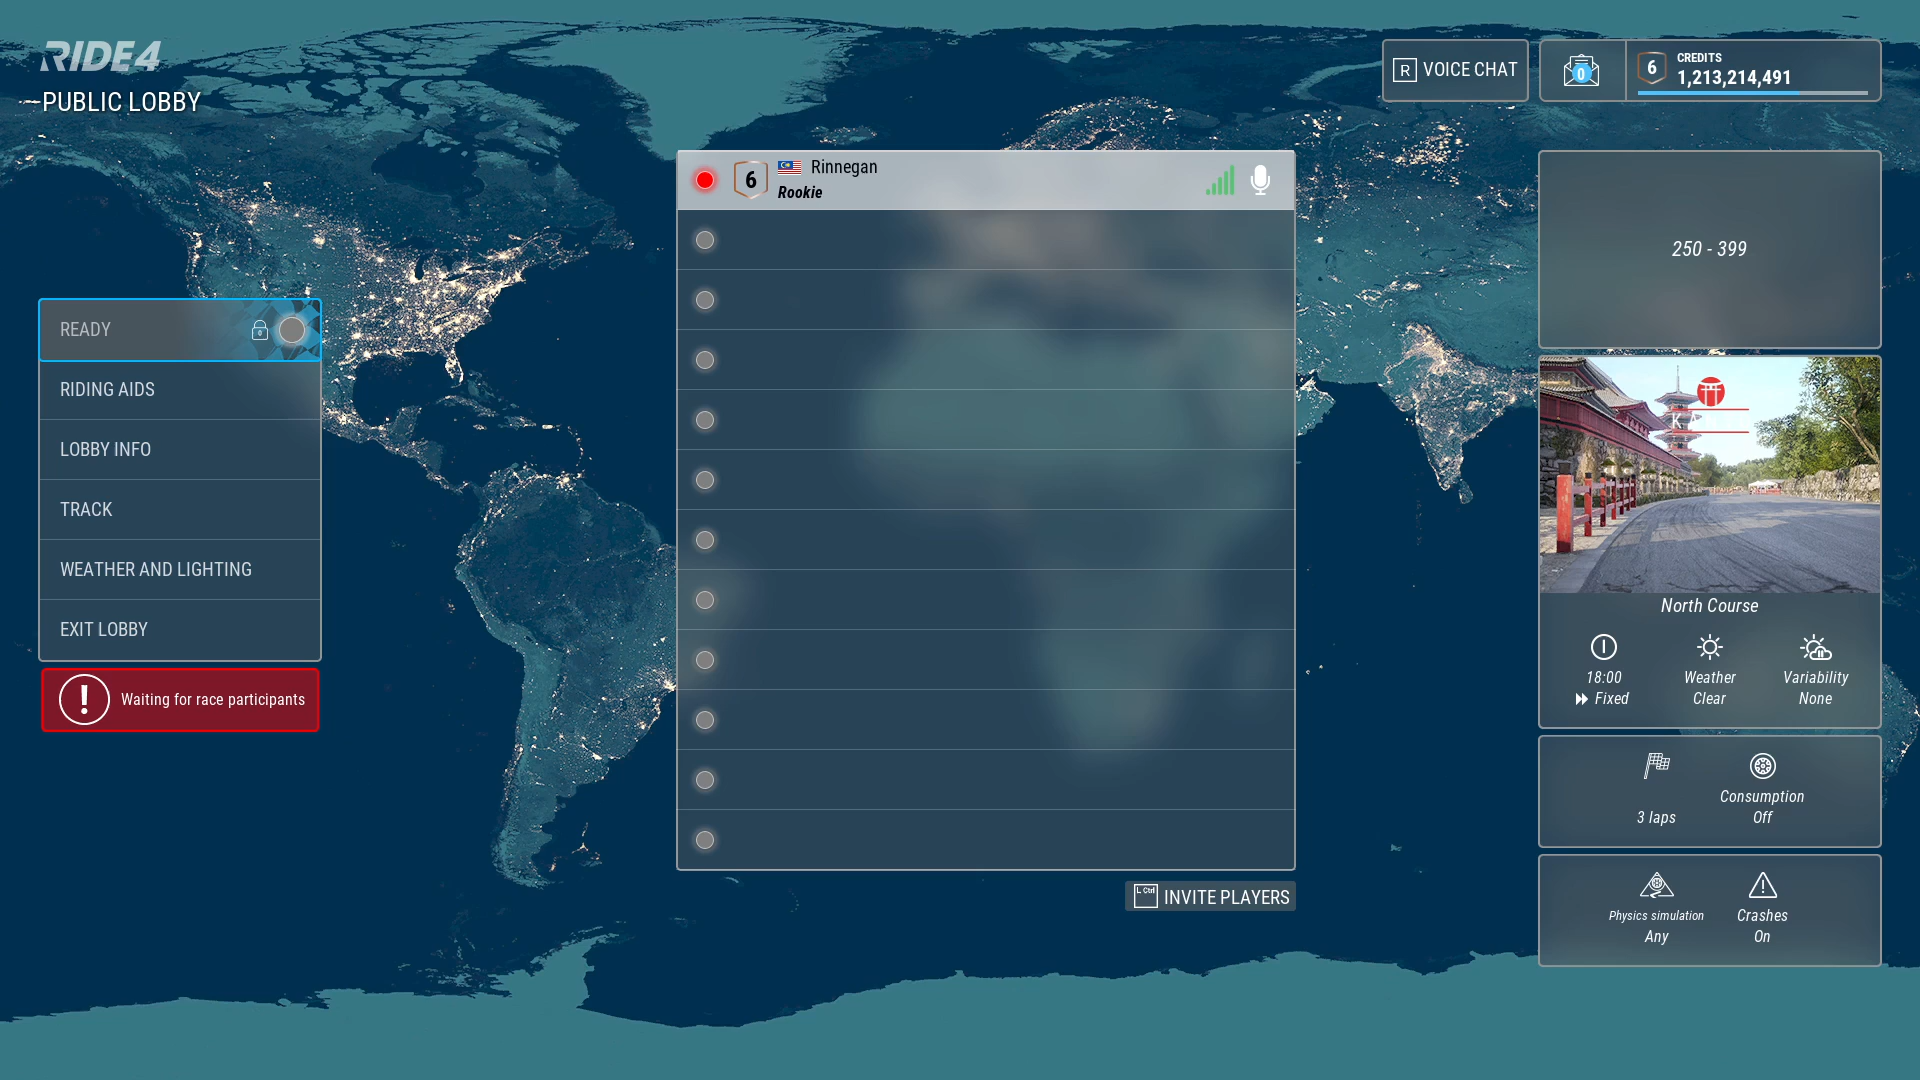 RIDE4
PUBLIC LOBBY
R VOICE CHAT
0
6
CREDITS
1,213,214,491
READY
RIDING AIDS
LOBBY INFO
TRACK
WEATHER AND LIGHTING
EXIT LOBBY
! Waiting for race participants
6
Rinnegan
Rookie
L Ctrl INVITE PLAYERS
250 - 399
North Course
18:00
Fixed
Weather
Clear
Variability
None
3 laps
Consumption
Off
Physics simulation
Any
Crashes
On